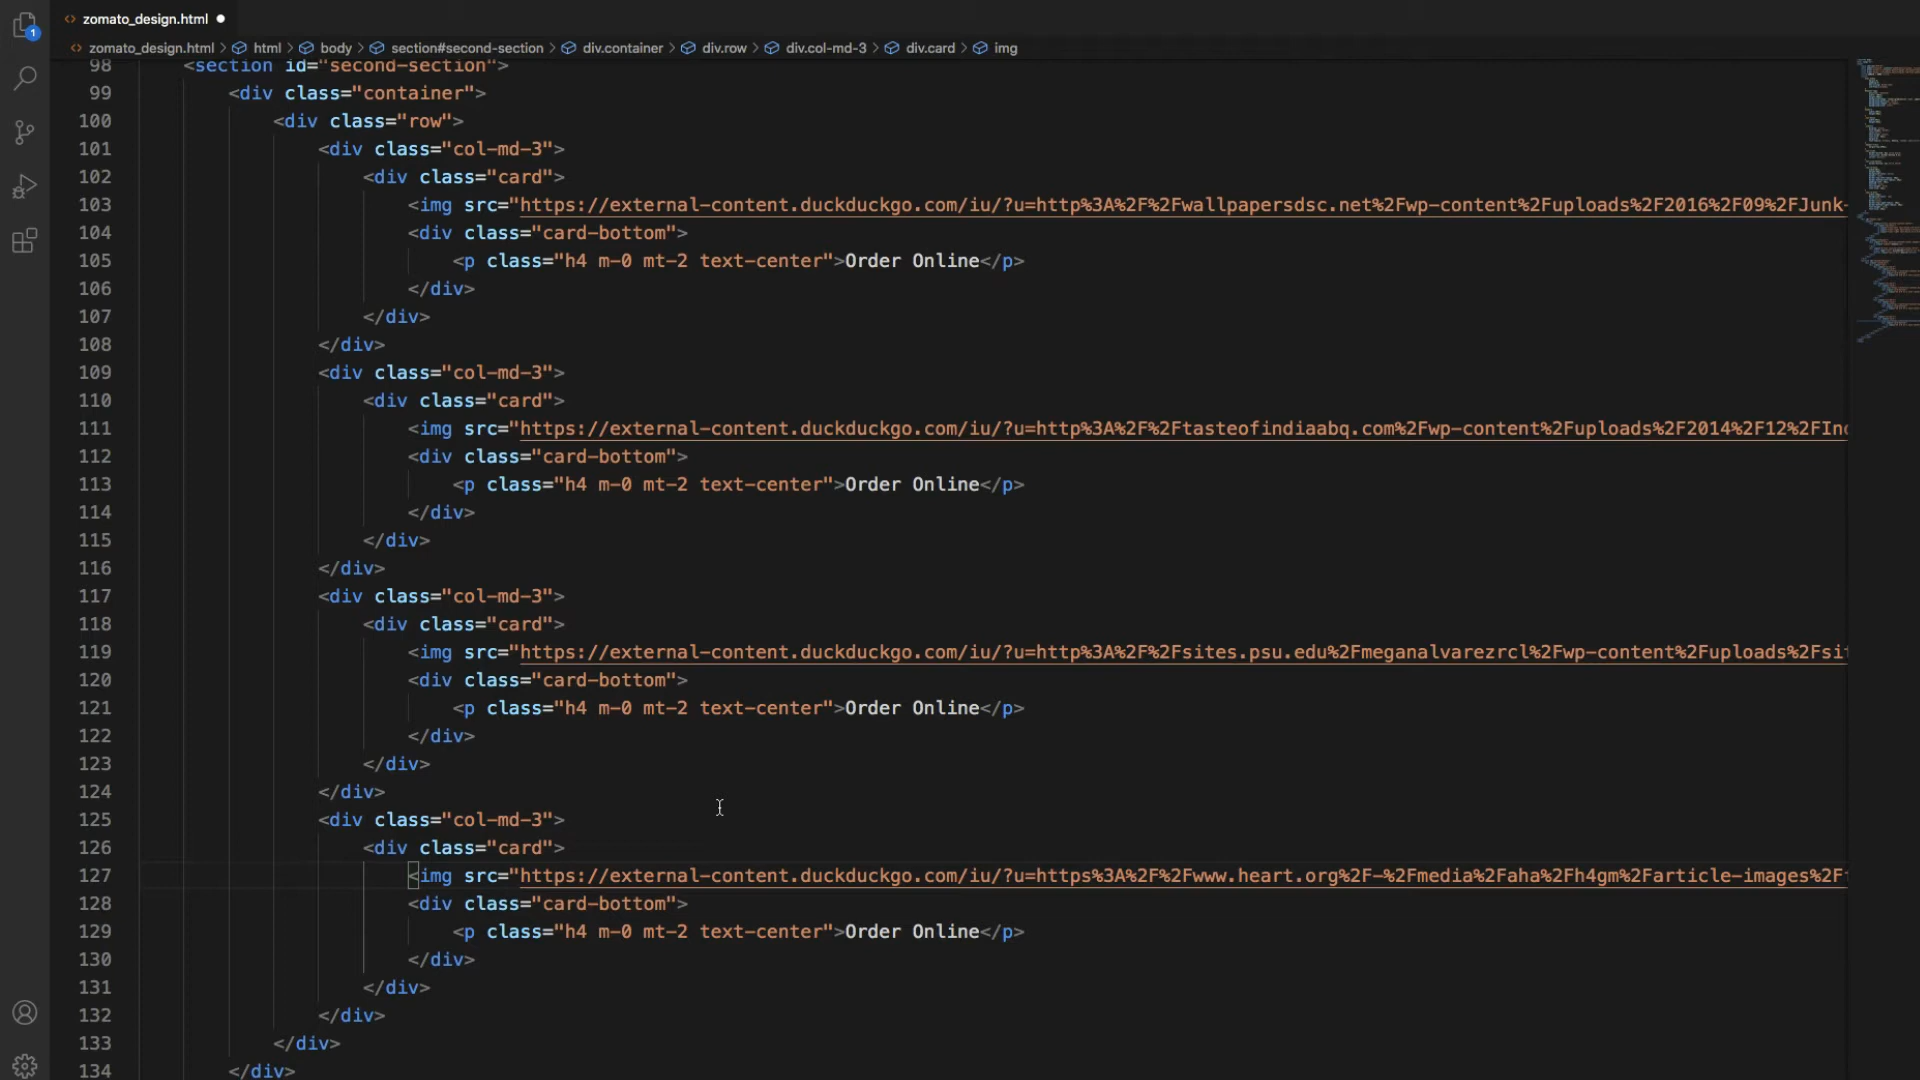 zomato_design.html
1
zomato_design.html > html > body > section#second-section > div.container > div.row > div.col-md-3 > div.card > img
98 <section id="second-section">
99 <div class="container">
100 <div class="row">
101 <div class="col-md-3">
102 <div class="card">
103 <img src="https://external-content.duckduckgo.com/iu/?u=http%3A%2F%2Fwallpapersdsc.net%2Fwp-content%2Fuploads%2F2016%2F09%2FJunk-
104 <div class="card-bottom">
105 <p class="h4 m-0 mt-2 text-center">Order Online</p>
106 </div>
107 </div>
108 </div>
109 <div class="col-md-3">
110 <div class="card">
111 <img src="https://external-content.duckduckgo.com/iu/?u=http%3A%2F%2Ftasteofindiaabq.com%2Fwp-content%2Fuploads%2F2014%2F12%2FInd
112 <div class="card-bottom">
113 <p class="h4 m-0 mt-2 text-center">Order Online</p>
114 </div>
115 </div>
116 </div>
117 <div class="col-md-3">
118 <div class="card">
119 <img src="https://external-content.duckduckgo.com/iu/?u=http%3A%2F%2Fsites.psu.edu%2Fmeganalvarezrcl%2Fwp-content%2Fuploads%2Fsit
120 <div class="card-bottom">
121 <p class="h4 m-0 mt-2 text-center">Order Online</p>
122 </div>
123 </div>
124 </div>
125 <div class="col-md-3">
126 <div class="card">
127 <img src="https://external-content.duckduckgo.com/iu/?u=https%3A%2F%2Fwww.heart.org%2F-%2Fmedia%2Faha%2Fh4gm%2Farticle-images%2Ff
128 <div class="card-bottom">
129 <p class="h4 m-0 mt-2 text-center">Order Online</p>
130 </div>
131 </div>
132 </div>
133 </div>
134 </div>